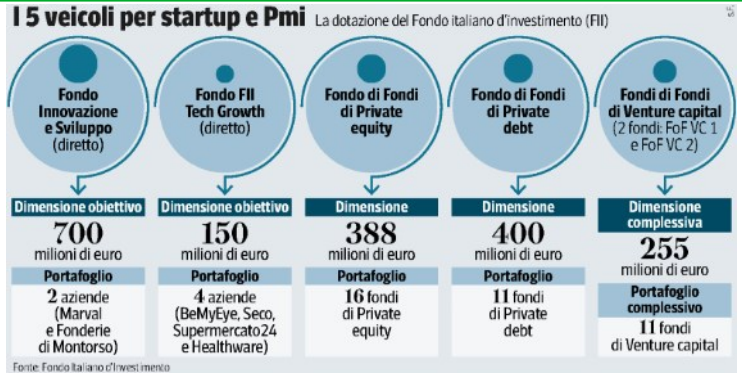 I 5 veicoli per startup e Pmi La dotazione del Fondo italiano d'investimento (FII)
Fondo
Innovazione
e Sviluppo
(diretto)
Dimensione obiettivo
700
milioni di euro
Portafoglio
2 aziende
(Marval
e Fonderie
di Montorso)
Fondo FII
Tech Growth
(diretto)
Dimensione obiettivo
150
milioni di euro
Portafoglio
4 aziende
(BeMyEye, Seco,
Supermercato24
e Healthware)
Fondo di Fondi
di Private
equity
Dimensione
388
milioni di euro
Portafoglio
16 fondi
di Private
equity
Fondo di Fondi
di Private
debt
Dimensione
400
milioni di euro
Portafoglio
11 fondi
di Private
debt
Fondi di Fondi
di Venture capital
(2 fondi: FoF VC 1
e FoF VC 2)
Dimensione
complessiva
255
milioni di euro
Portafoglio
complessivo
11 fondi
di Venture capital
Fonte: Fondo Italiano d'Investimento